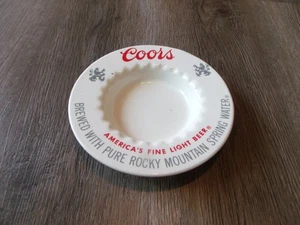 Coors
AMERICA'S FINE LIGHT BEER®
BREWED WITH PURE ROCKY MOUNTAIN SPRING WATER®